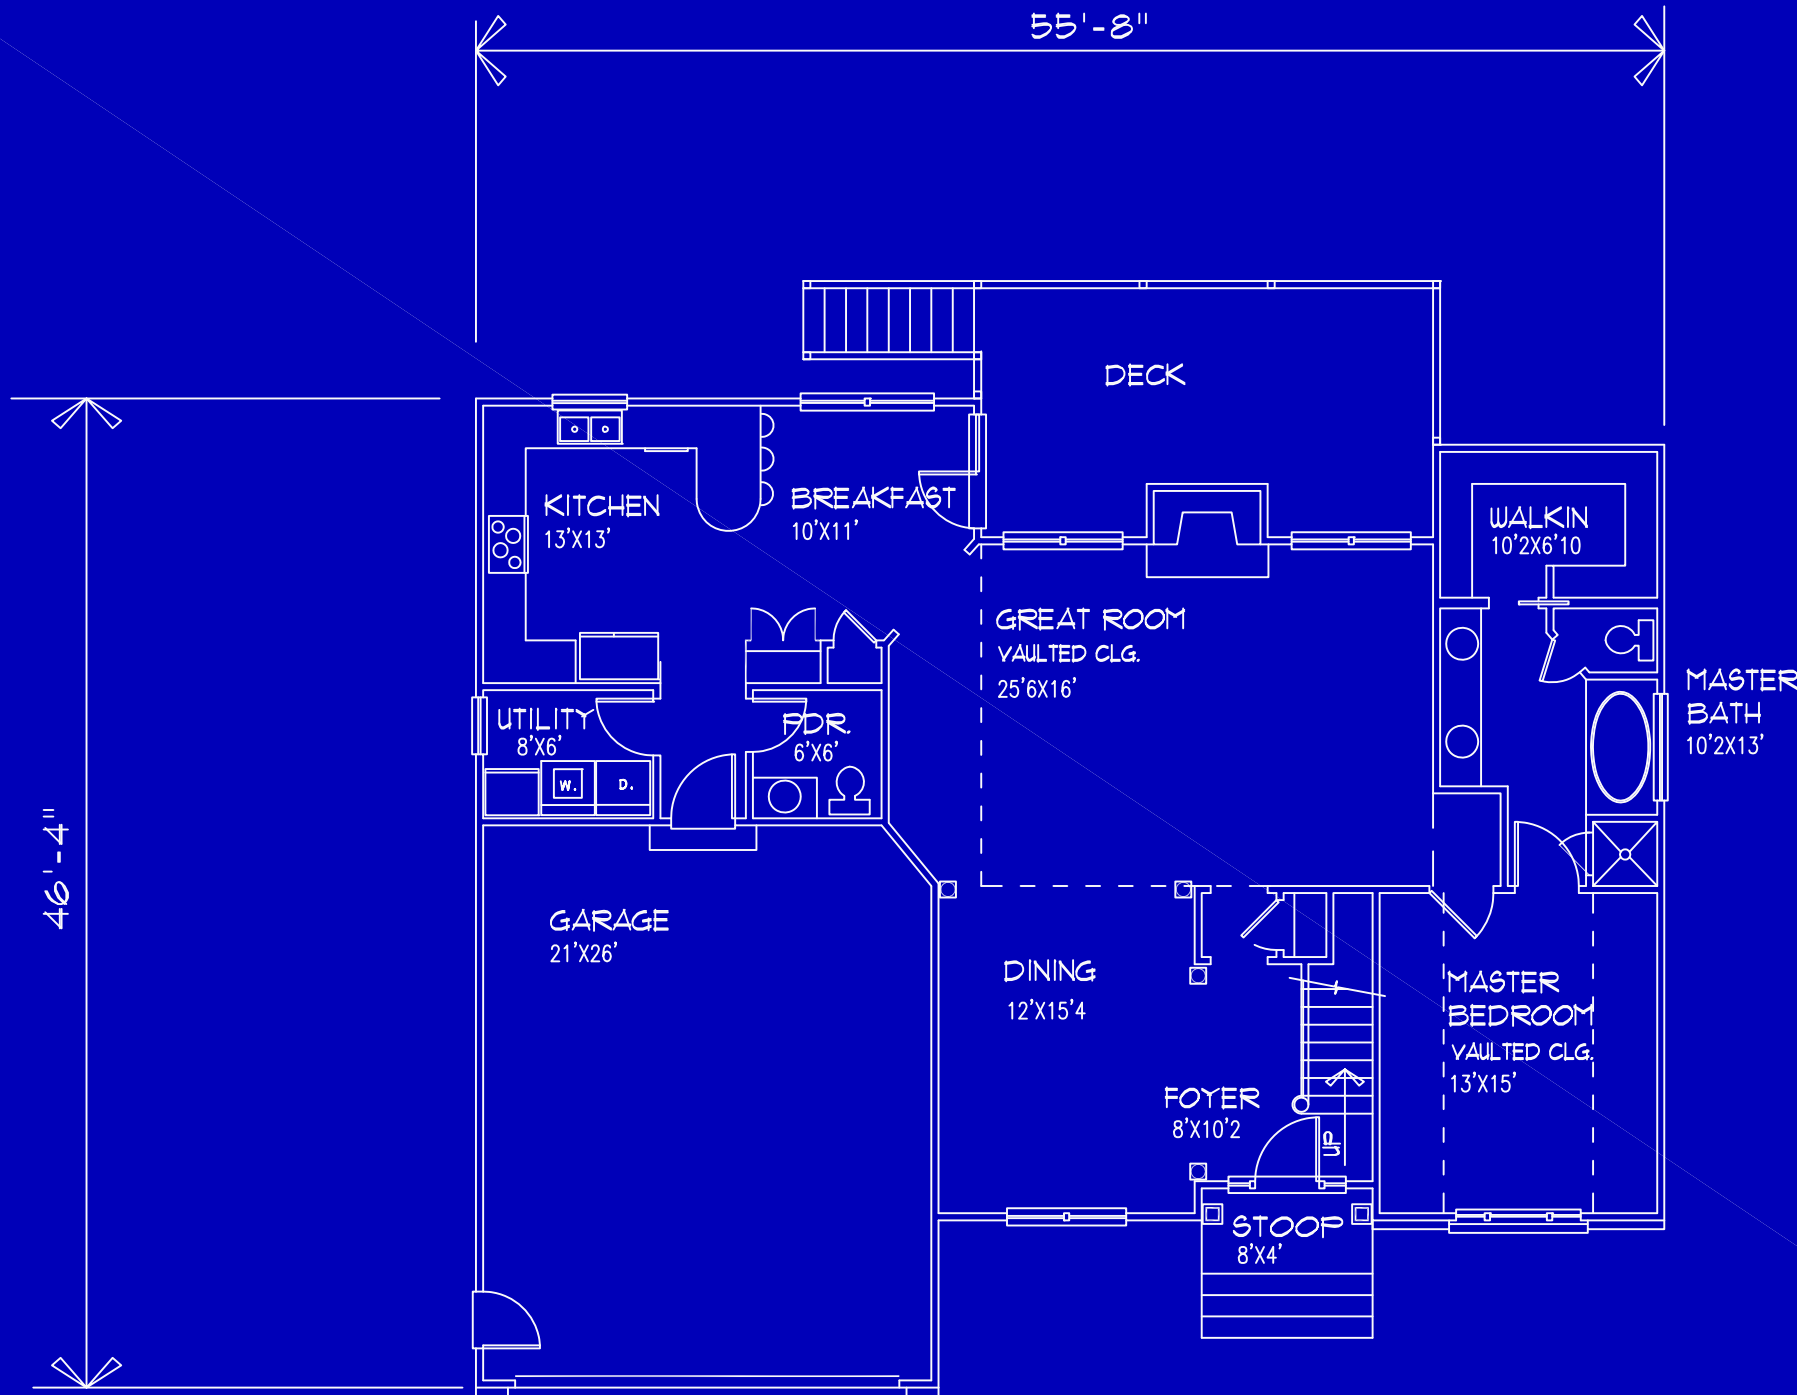 55'-8"
DECK
KITCHEN
13'X13'
BREAKFAST
10'X11'
WALKIN
10'2X6'10
GREAT ROOM
VAULTED CLG.
25'6X16'
MASTER
BATH
10'2X13'
UTILITY
8'X6'
PDR.
6'X6'
W.
D.
46'-4"
GARAGE
21'X26'
DINING
12'X15'4
MASTER
BEDROOM
VAULTED CLG.
13'X15'
FOYER
8'X10'2
UP
STOOP
8'X4'